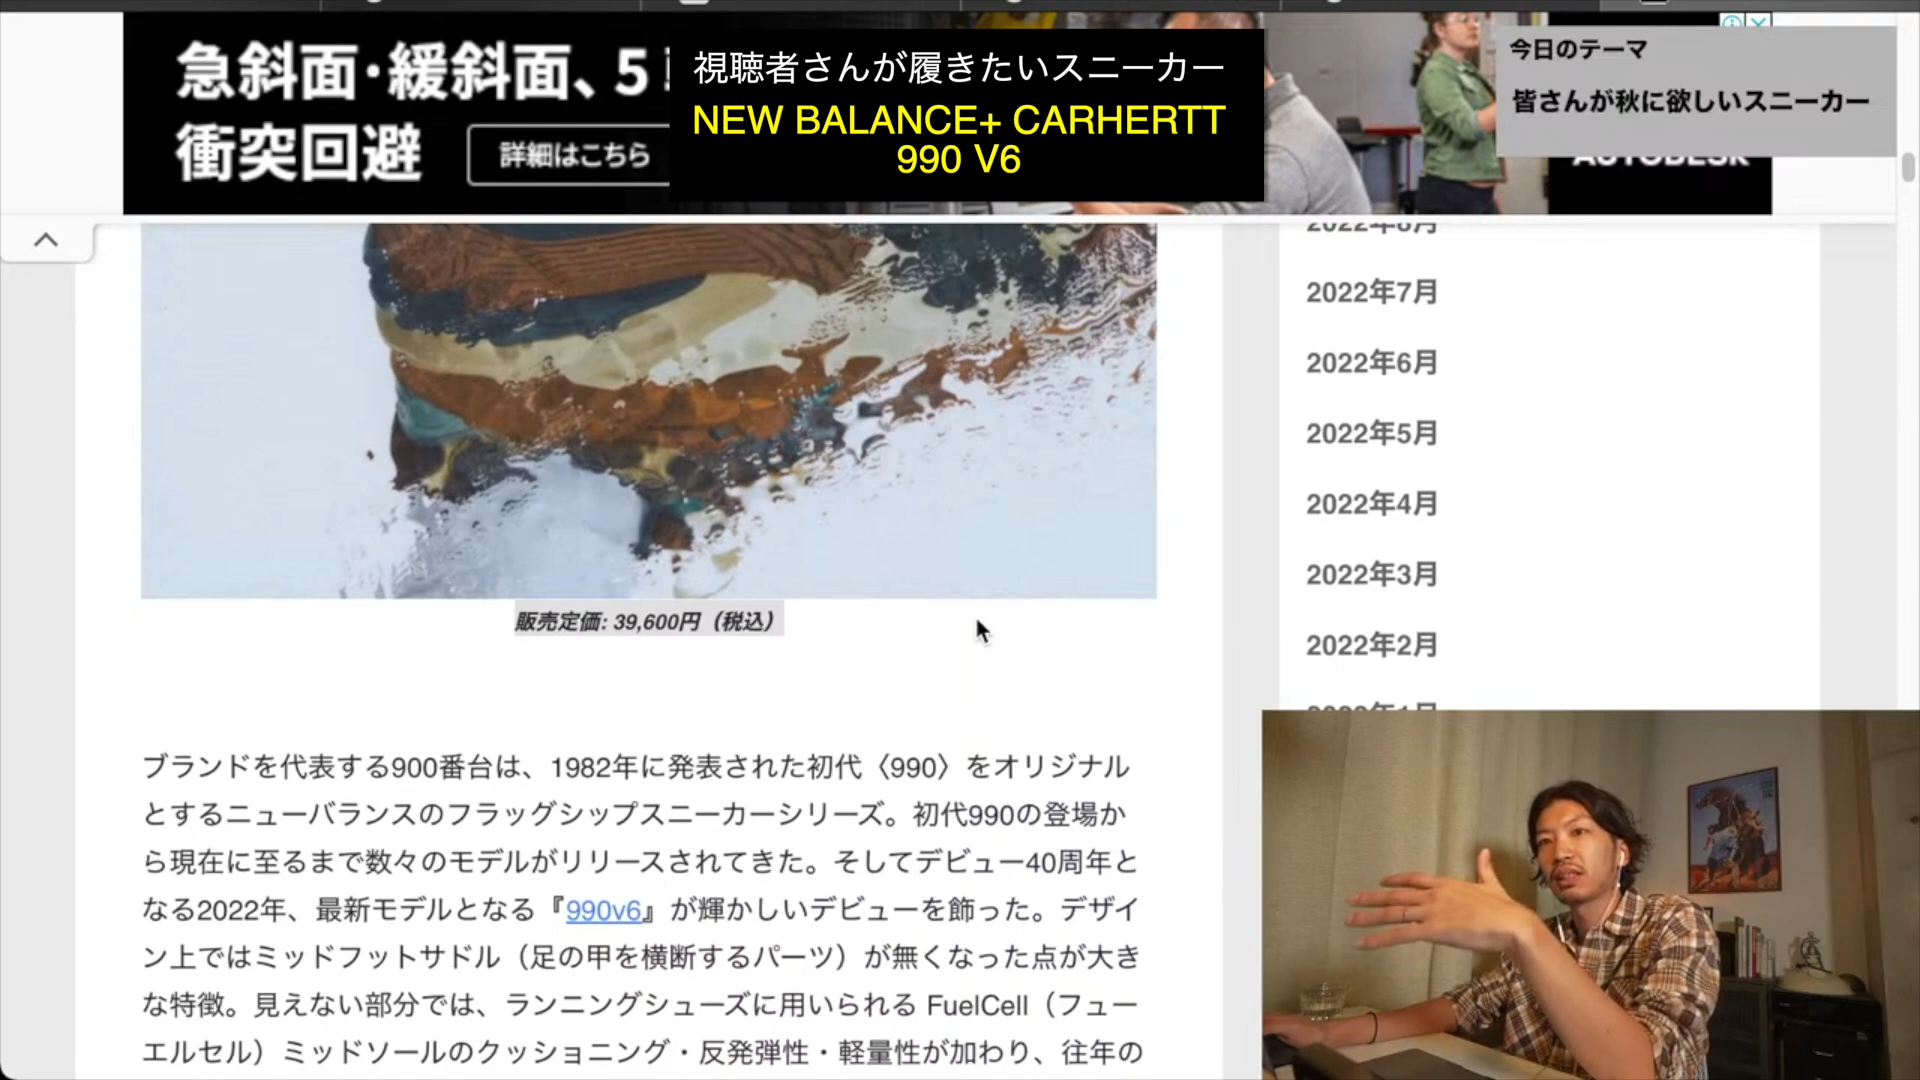 急斜面・緩斜面、5
衝突回避
詳細はこちら
視聴者さんが履きたいスニーカー
NEW BALANCE+ CARHERTT
990 V6
今日のテーマ
皆さんが秋に欲しいスニーカー
AUTODESK
2022年8月
2022年7月
2022年6月
2022年5月
2022年4月
2022年3月
2022年2月
2022年1月
販売定価: 39,600円（税込）
ブランドを代表する900番台は、1982年に発表された初代〈990〉をオリジナル
とするニューバランスのフラッグシップスニーカーシリーズ。初代990の登場か
ら現在に至るまで数々のモデルがリリースされてきた。そしてデビュー40周年と
なる2022年、最新モデルとなる『990v6』が輝かしいデビューを飾った。デザイ
ン上ではミッドフットサドル（足の甲を横断するパーツ）が無くなった点が大き
な特徴。見えない部分では、ランニングシューズに用いられる FuelCell（フュー
エルセル）ミッドソールのクッショニング・反発弾性・軽量性が加わり、往年の